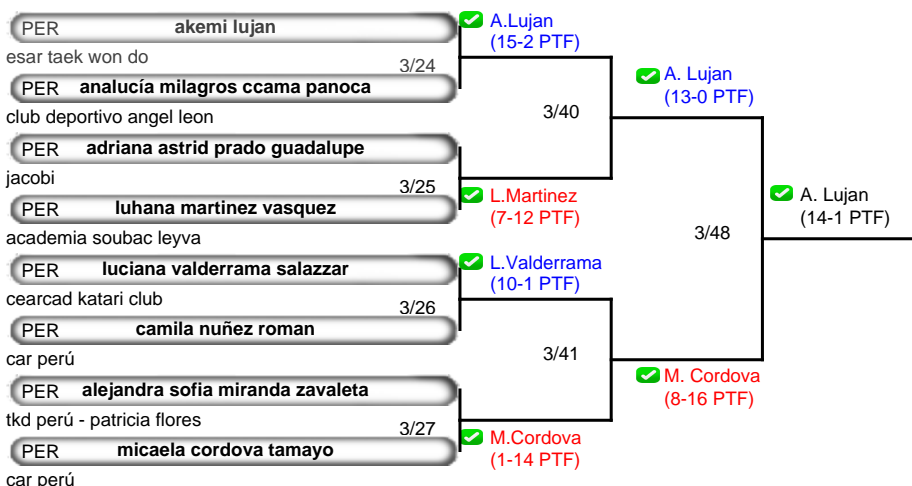 PER akemi lujan
esar taek won do
3/24
PER analucía milagros ccama panoca
club deportivo angel leon
PER adriana astrid prado guadalupe
jacobi
3/25
PER luhana martinez vasquez
academia soubac leyva
PER luciana valderrama salazzar
cearcad katari club
3/26
PER camila nuñez roman
car perú
PER alejandra sofia miranda zavaleta
tkd perú - patricia flores
3/27
PER micaela cordova tamayo
car perú
A.Lujan
(15-2 PTF)
3/40
L.Martinez
(7-12 PTF)
L.Valderrama
(10-1 PTF)
3/41
M.Cordova
(1-14 PTF)
A. Lujan
(13-0 PTF)
3/48
M. Cordova
(8-16 PTF)
A. Lujan
(14-1 PTF)